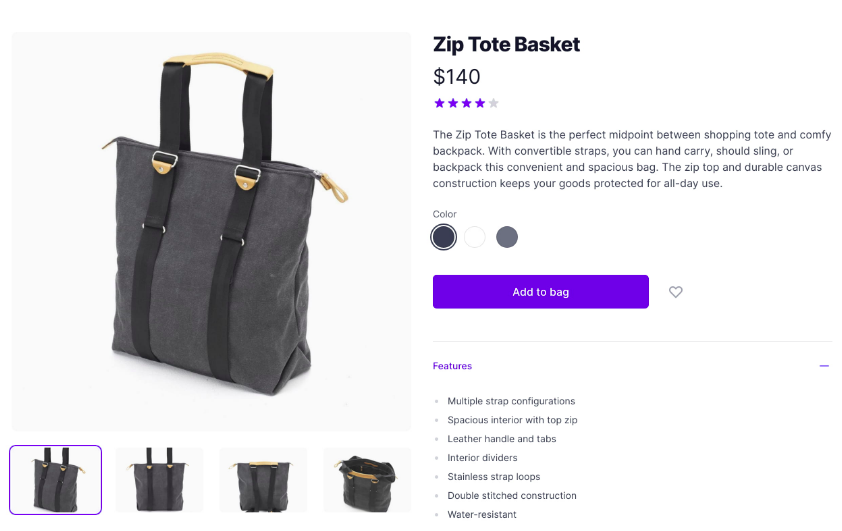 Zip Tote Basket
$140
The Zip Tote Basket is the perfect midpoint between shopping tote and comfy
backpack. With convertible straps, you can hand carry, should sling, or
backpack this convenient and spacious bag. The zip top and durable canvas
construction keeps your goods protected for all-day use.
Color
Add to bag
Features
Multiple strap configurations
Spacious interior with top zip
Leather handle and tabs
Interior dividers
Stainless strap loops
Double stitched construction
Water-resistant